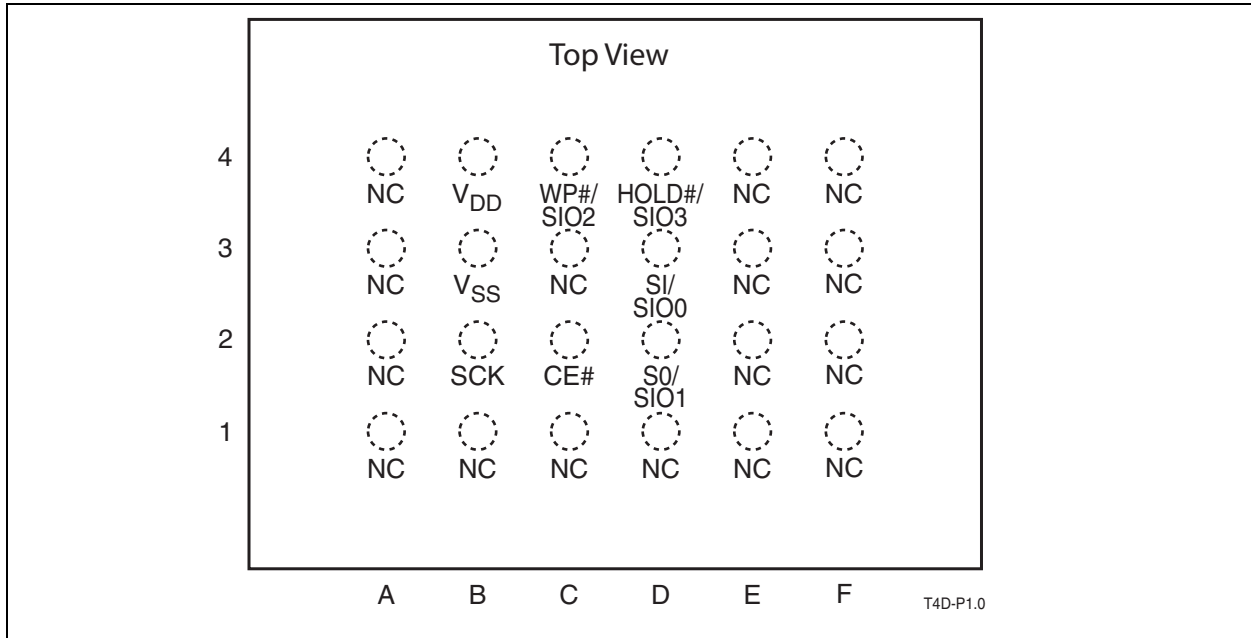 Top View
4
NC VDD WP#/ HOLD#/ NC NC
SIO2 SIO3
3
NC VSS NC SI/ NC NC
SIO0
2
NC SCK CE# S0/ NC NC
SIO1
1
NC NC NC NC NC NC
A B C D E F
T4D-P1.0